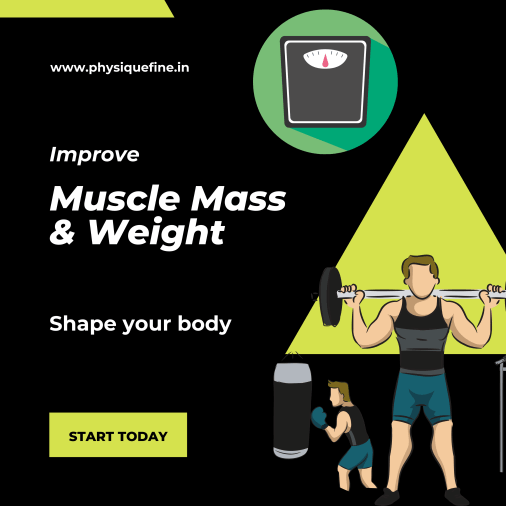 www.physiquefine.in
Improve
Muscle Mass
& Weight
Shape your body
START TODAY